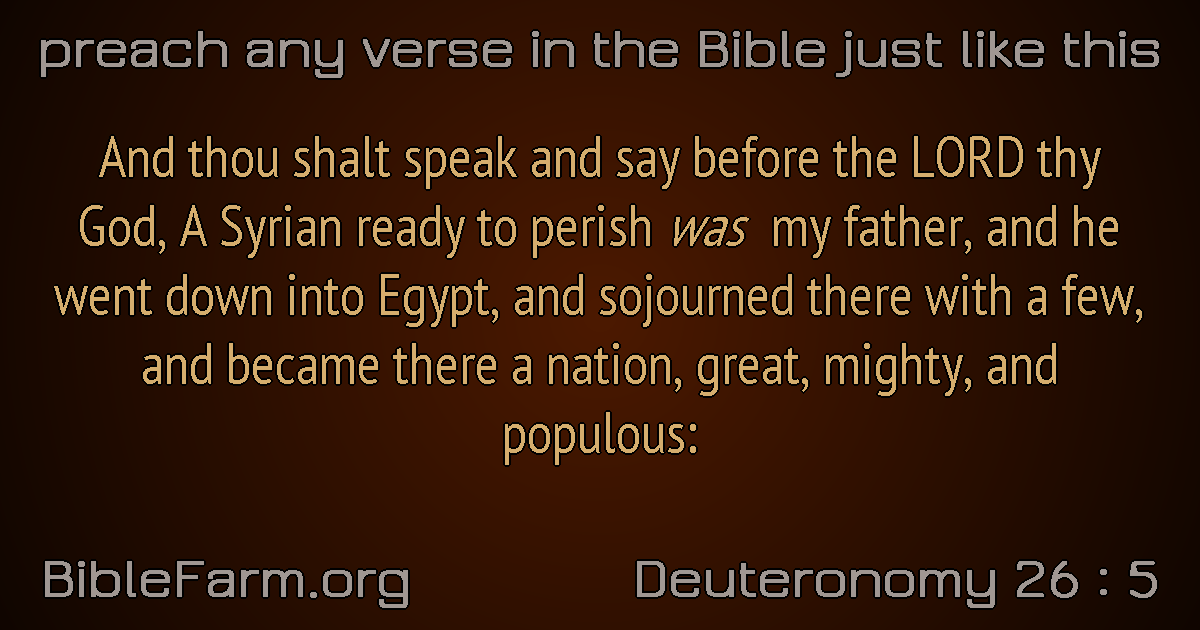 preach any verse in the Bible just like this
And thou shalt speak and say before the LORD thy
God, A Syrian ready to perish was my father, and he
went down into Egypt, and sojourned there with a few,
and became there a nation, great, mighty, and
populous:
BibleFarm.org
Deuteronomy 26 : 5